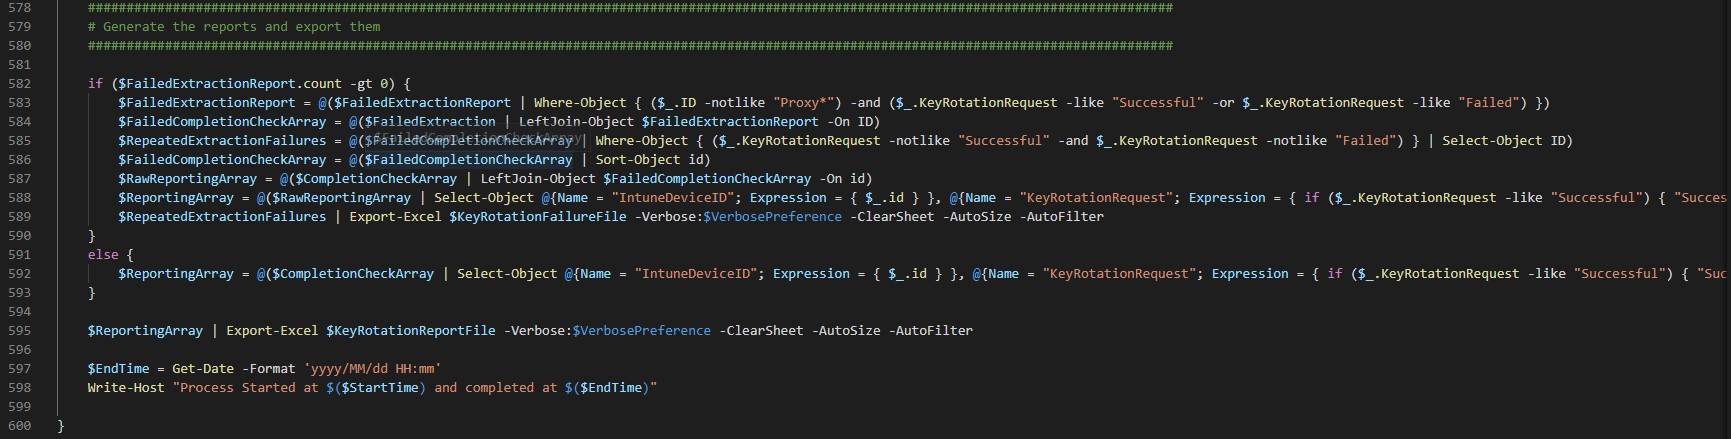 578 ##############################################################################################################################################
579 # Generate the reports and export them
580 ##############################################################################################################################################
581
582 if ($FailedExtractionReport.count -gt 0) {
583 $FailedExtractionReport = @($FailedExtractionReport | Where-Object { ($_.ID -notlike "Proxy*") -and ($_.KeyRotationRequest -like "Successful" -or $_.KeyRotationRequest -like "Failed") })
584 $FailedCompletionCheckArray = @($FailedExtraction | LeftJoin-Object $FailedExtractionReport -On ID)
585 $RepeatedExtractionFailures = @($FailedCompletionCheckArray | Where-Object { ($_.KeyRotationRequest -notlike "Successful" -and $_.KeyRotationRequest -notlike "Failed") } | Select-Object ID)
586 $FailedCompletionCheckArray = @($FailedCompletionCheckArray | Sort-Object id)
587 $RawReportingArray = @($CompletionCheckArray | LeftJoin-Object $FailedCompletionCheckArray -On id)
588 $ReportingArray = @($RawReportingArray | Select-Object @{Name = "IntuneDeviceID"; Expression = { $_.id } }, @{Name = "KeyRotationRequest"; Expression = { if ($_.KeyRotationRequest -like "Successful") { "Succes
589 $RepeatedExtractionFailures | Export-Excel $KeyRotationFailureFile -Verbose:$VerbosePreference -ClearSheet -AutoSize -AutoFilter
590 }
591 else {
592 $ReportingArray = @($CompletionCheckArray | Select-Object @{Name = "IntuneDeviceID"; Expression = { $_.id } }, @{Name = "KeyRotationRequest"; Expression = { if ($_.KeyRotationRequest -like "Successful") { "Suc
593 }
594
595 $ReportingArray | Export-Excel $KeyRotationReportFile -Verbose:$VerbosePreference -ClearSheet -AutoSize -AutoFilter
596
597 $EndTime = Get-Date -Format 'yyyy/MM/dd HH:mm'
598 Write-Host "Process Started at $($StartTime) and completed at $($EndTime)"
599
600 }